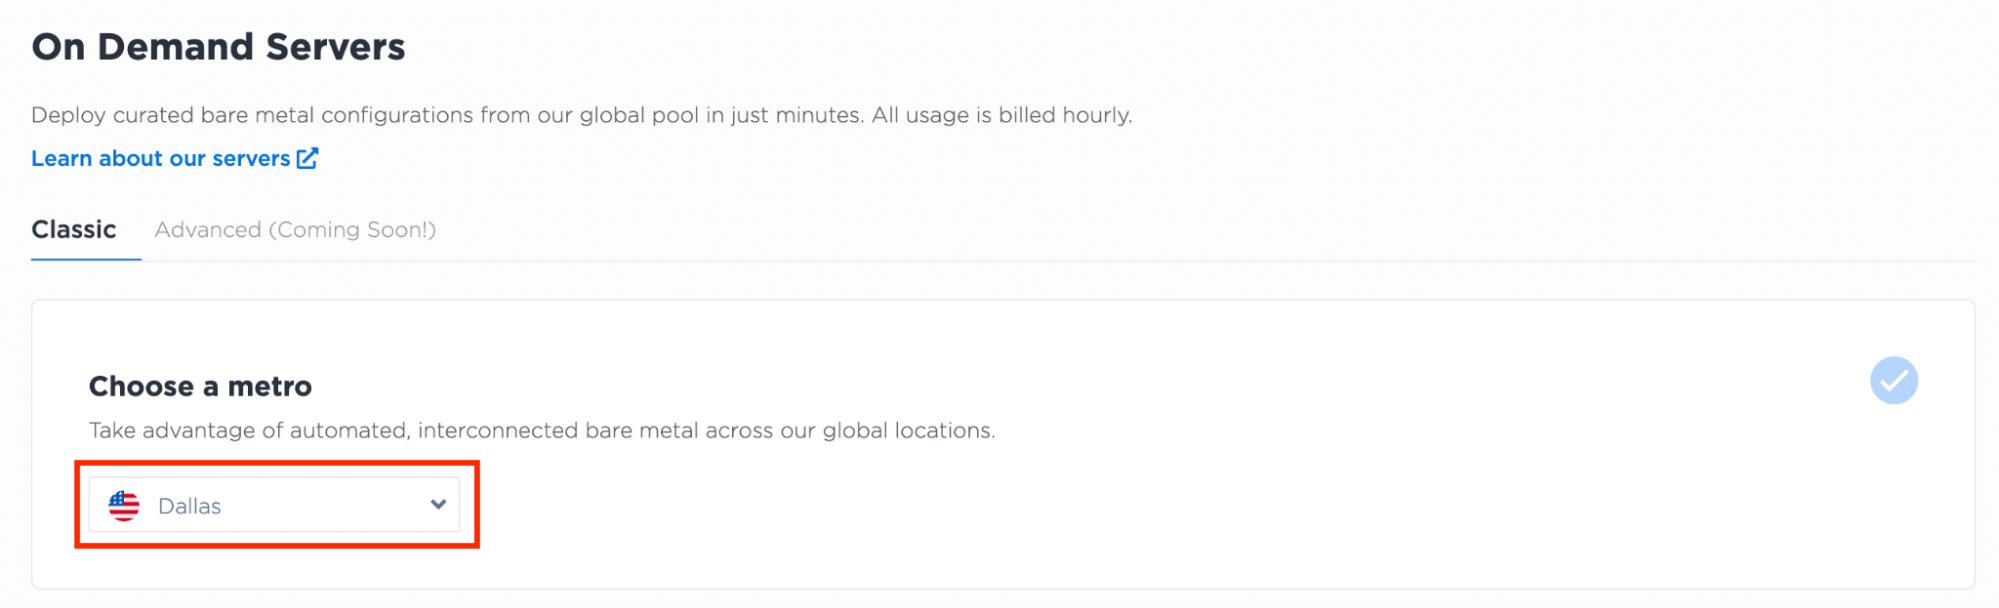 On Demand Servers
Deploy curated bare metal configurations from our global pool in just minutes. All usage is billed hourly.
Learn about our servers
Classic
Advanced (Coming Soon!)
Choose a metro
Take advantage of automated, interconnected bare metal across our global locations.
Dallas